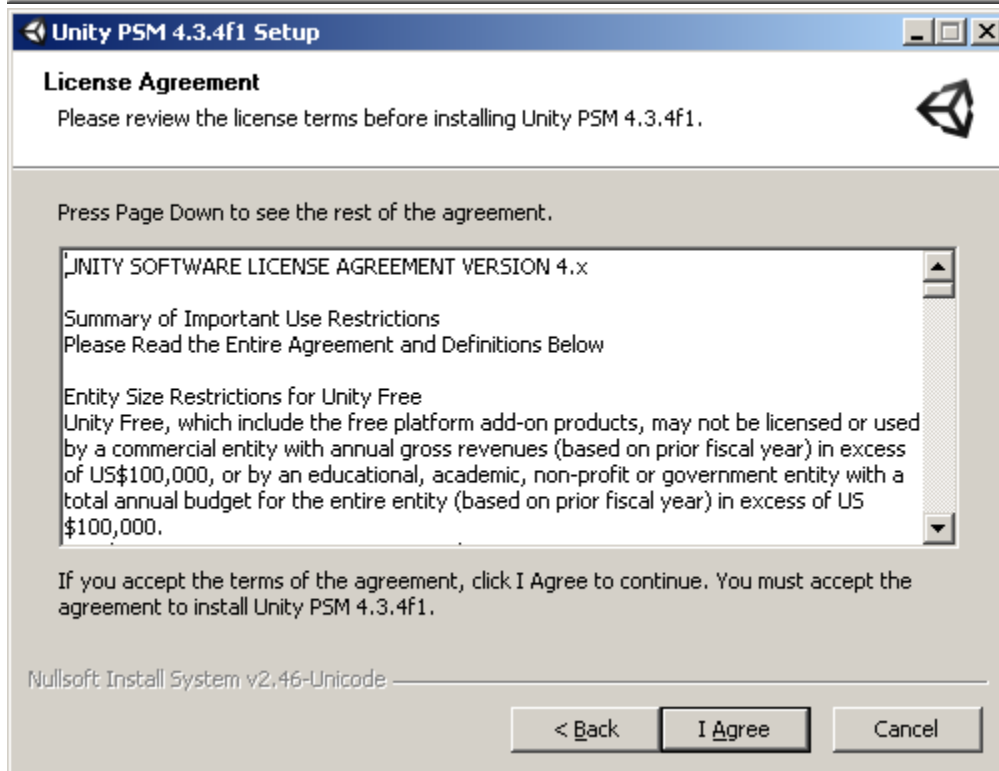 Unity PSM 4.3.4f1 Setup
License Agreement
Please review the license terms before installing Unity PSM 4.3.4f1.
Press Page Down to see the rest of the agreement.
UNITY SOFTWARE LICENSE AGREEMENT VERSION 4.x
Summary of Important Use Restrictions
Please Read the Entire Agreement and Definitions Below
Entity Size Restrictions for Unity Free
Unity Free, which include the free platform add-on products, may not be licensed or used
by a commercial entity with annual gross revenues (based on prior fiscal year) in excess
of US$100,000, or by an educational, academic, non-profit or government entity with a
total annual budget for the entire entity (based on prior fiscal year) in excess of US
$100,000.
If you accept the terms of the agreement, click I Agree to continue. You must accept the
agreement to install Unity PSM 4.3.4f1.
Nullsoft Install System v2.46-Unicode
< Back I Agree Cancel